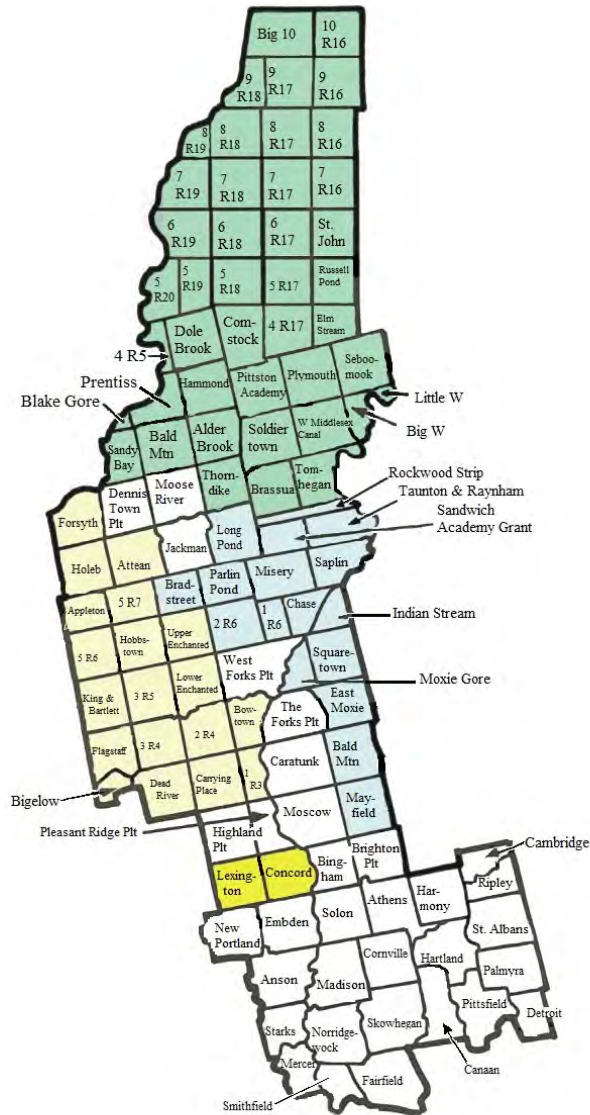 Big 10
10
R16
9
R18
9
R17
9
R16
8
R19
8
R18
8
R17
8
R16
7
R19
7
R18
7
R17
7
R16
6
R19
6
R18
6
R17
St.
John
5
R20
5
R19
5
R18
5 R17
Russell
Pond
4 R5
Dole
Brook
Com-
stock
4 R17
Elm
Stream
Prentiss
Hammond
Pittston
Academy
Plymouth
Seboo-
mook
Little W
Blake Gore
Big W
Sandy
Bay
Bald
Mtn
Alder
Brook
Soldier
town
W Middlesex
Canal
Thorn-
dike
Brassua
Tom-
hegan
Rockwood Strip
Taunton & Raynham
Sandwich
Academy Grant
Forsyth
Dennis
Town
Plt
Moose
River
Jackman
Long
Pond
Holeb
Attean
Brad-
street
Parlin
Pond
Misery
Saplin
Appleton
5 R7
2 R6
1
R6
Chase
Indian Stream
5 R6
Hobbs-
town
Upper
Enchanted
West
Forks Plt
Square-
town
Moxie Gore
King &
Bartlett
3 R5
Lower
Enchanted
East
Moxie
The
Forks Plt
Bow-
town
Flagstaff
3 R4
2 R4
Caratunk
Bald
Mtn
Bigelow
Dead
River
Carrying
Place
1
R3
Moscow
May-
field
Pleasant Ridge Plt
Highland
Plt
Bing-
ham
Brighton
Plt
Cambridge
Lexing-
ton
Concord
Ripley
New
Portland
Embden
Solon
Athens
Har-
mony
St. Albans
Anson
Madison
Cornville
Hartland
Palmyra
Starks
Norridge-
wock
Skowhegan
Pittsfield
Detroit
Mercer
Canaan
Smithfield
Fairfield